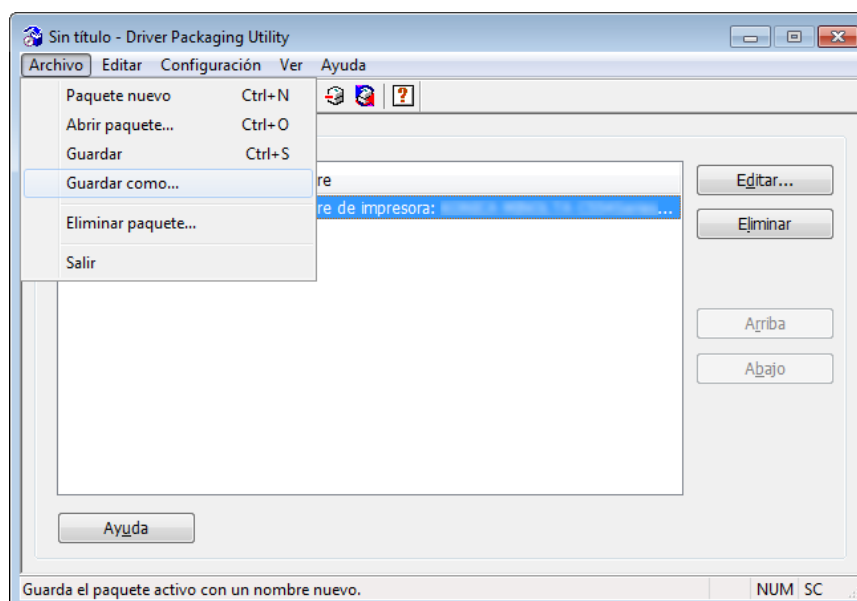 Sin título - Driver Packaging Utility
Archivo Editar Configuración Ver Ayuda
Paquete nuevo Ctrl+N
Abrir paquete... Ctrl+O
Guardar Ctrl+S
Guardar como...
Eliminar paquete...
Salir
re
re de impresora: ...
Editar...
Eliminar
Arriba
Abajo
Ayuda
Guarda el paquete activo con un nombre nuevo. NUM SC